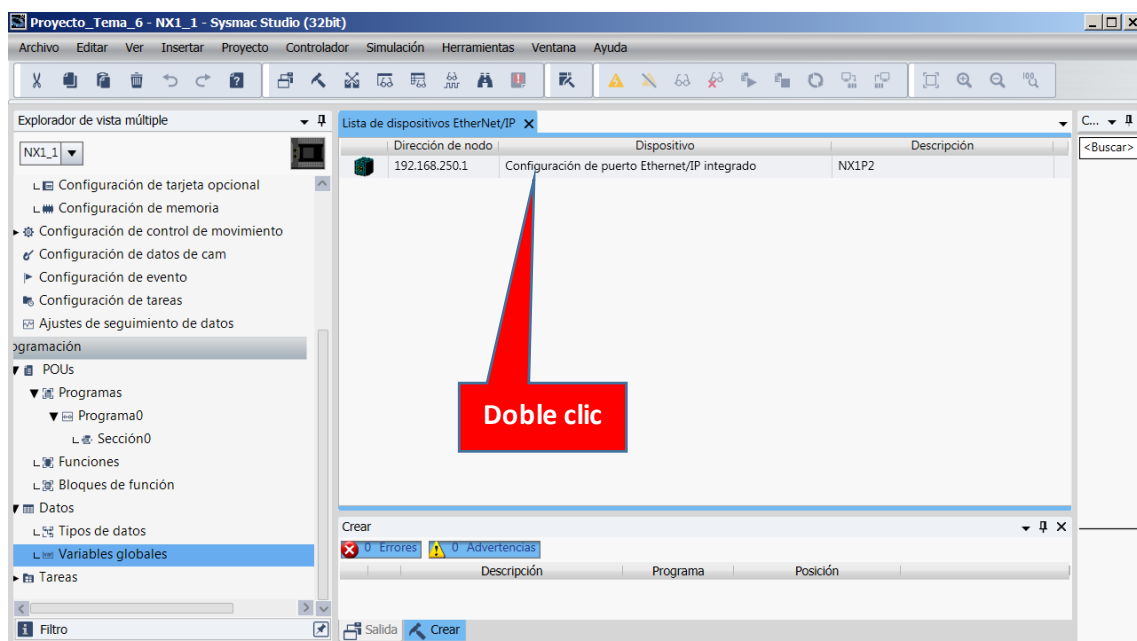 Proyecto_Tema_6 - NX1_1 - Sysmac Studio (32bit)
Archivo Editar Ver Insertar Proyecto Controlador Simulación Herramientas Ventana Ayuda
Explorador de vista múltiple
NX1_1
Configuración de tarjeta opcional
Configuración de memoria
Configuración de control de movimiento
Configuración de datos de cam
Configuración de evento
Configuración de tareas
Ajustes de seguimiento de datos
ogramación
POUs
Programas
Programa0
Sección0
Funciones
Bloques de función
Datos
Tipos de datos
Variables globales
Tareas
Filtro
Lista de dispositivos EtherNet/IP
Dirección de nodo Dispositivo Descripción
192.168.250.1 Configuración de puerto Ethernet/IP integrado NX1P2
Doble clic
Crear
0 Errores 0 Advertencias
Descripción Programa Posición
Salida Crear
C...
<Buscar>